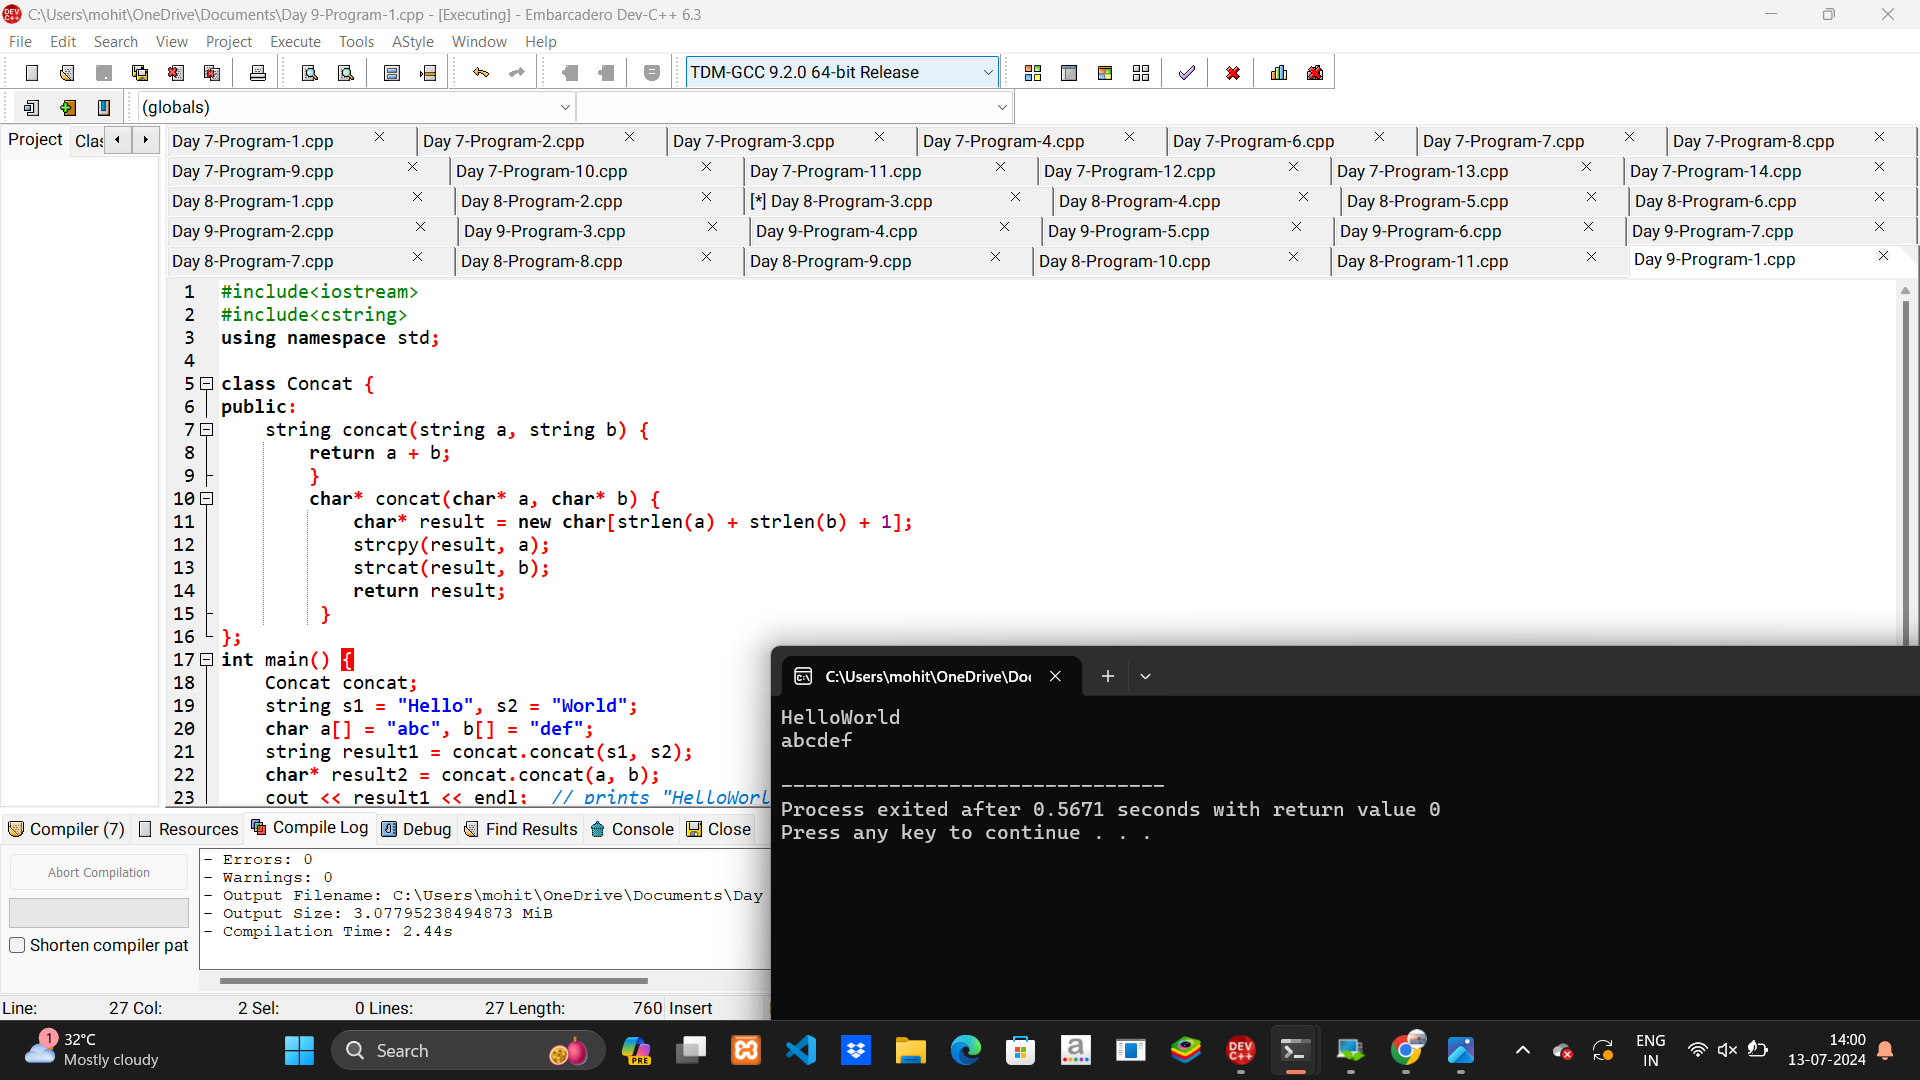 C:\Users\mohit\OneDrive\Documents\Day 9-Program-1.cpp - [Executing] - Embarcadero Dev-C++ 6.3
File Edit Search View Project Execute Tools AStyle Window Help
TDM-GCC 9.2.0 64-bit Release
(globals)
Project Clas
Day 7-Program-1.cpp Day 7-Program-2.cpp Day 7-Program-3.cpp Day 7-Program-4.cpp Day 7-Program-6.cpp Day 7-Program-7.cpp Day 7-Program-8.cpp
Day 7-Program-9.cpp Day 7-Program-10.cpp Day 7-Program-11.cpp Day 7-Program-12.cpp Day 7-Program-13.cpp Day 7-Program-14.cpp
Day 8-Program-1.cpp Day 8-Program-2.cpp [*] Day 8-Program-3.cpp Day 8-Program-4.cpp Day 8-Program-5.cpp Day 8-Program-6.cpp
Day 9-Program-2.cpp Day 9-Program-3.cpp Day 9-Program-4.cpp Day 9-Program-5.cpp Day 9-Program-6.cpp Day 9-Program-7.cpp
Day 8-Program-7.cpp Day 8-Program-8.cpp Day 8-Program-9.cpp Day 8-Program-10.cpp Day 8-Program-11.cpp Day 9-Program-1.cpp
1 #include<iostream>
2 #include<cstring>
3 using namespace std;
4
5 class Concat {
6 public:
7 string concat(string a, string b) {
8 return a + b;
9 }
10 char* concat(char* a, char* b) {
11 char* result = new char[strlen(a) + strlen(b) + 1];
12 strcpy(result, a);
13 strcat(result, b);
14 return result;
15 }
16 };
17 int main() {
18 Concat concat;
19 string s1 = "Hello", s2 = "World";
20 char a[] = "abc", b[] = "def";
21 string result1 = concat.concat(s1, s2);
22 char* result2 = concat.concat(a, b);
23 cout << result1 << endl; // prints "HelloWorl
C:\Users\mohit\OneDrive\Doc
HelloWorld
abcdef
--------------------------------
Process exited after 0.5671 seconds with return value 0
Press any key to continue . . .
Compiler (7) Resources Compile Log Debug Find Results Console Close
Abort Compilation
Shorten compiler pat
- Errors: 0
- Warnings: 0
- Output Filename: C:\Users\mohit\OneDrive\Documents\Day
- Output Size: 3.07795238494873 MiB
- Compilation Time: 2.44s
Line: 27 Col: 2 Sel: 0 Lines: 27 Length: 760 Insert
1
32°C
Mostly cloudy
Search
PRE
DEV C++
ENG
IN
14:00
13-07-2024